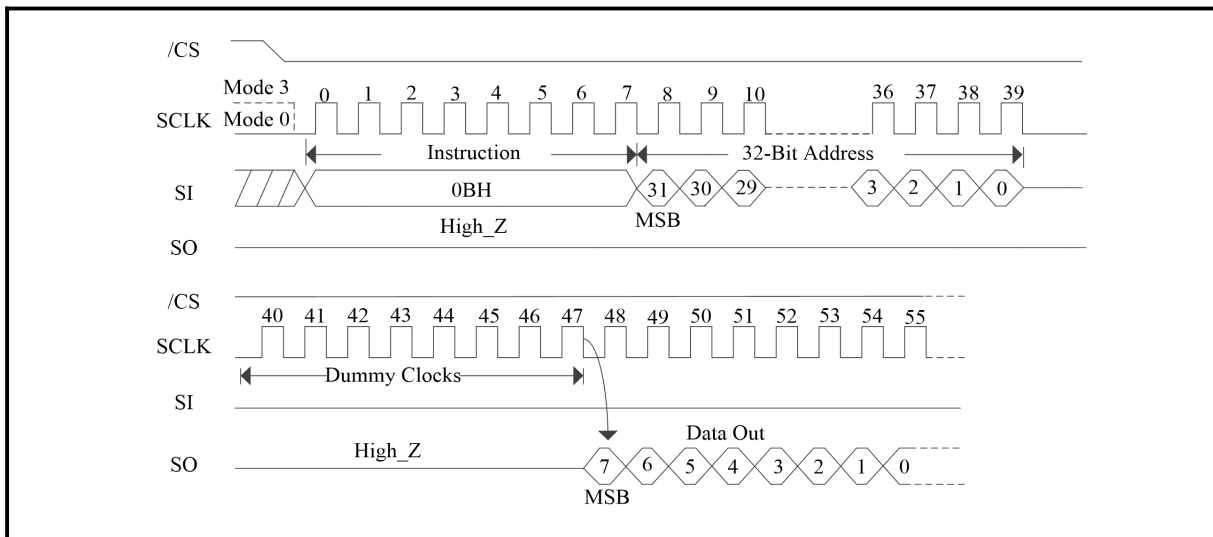 /CS
Mode 3
0 1 2 3 4 5 6 7 8 9 10 36 37 38 39
SCLK
Mode 0
Instruction 32-Bit Address
SI
0BH 31 30 29 3 2 1 0
MSB
High_Z
SO
/CS
40 41 42 43 44 45 46 47 48 49 50 51 52 53 54 55
SCLK
Dummy Clocks
SI
Data Out
High_Z
SO
7 6 5 4 3 2 1 0
MSB